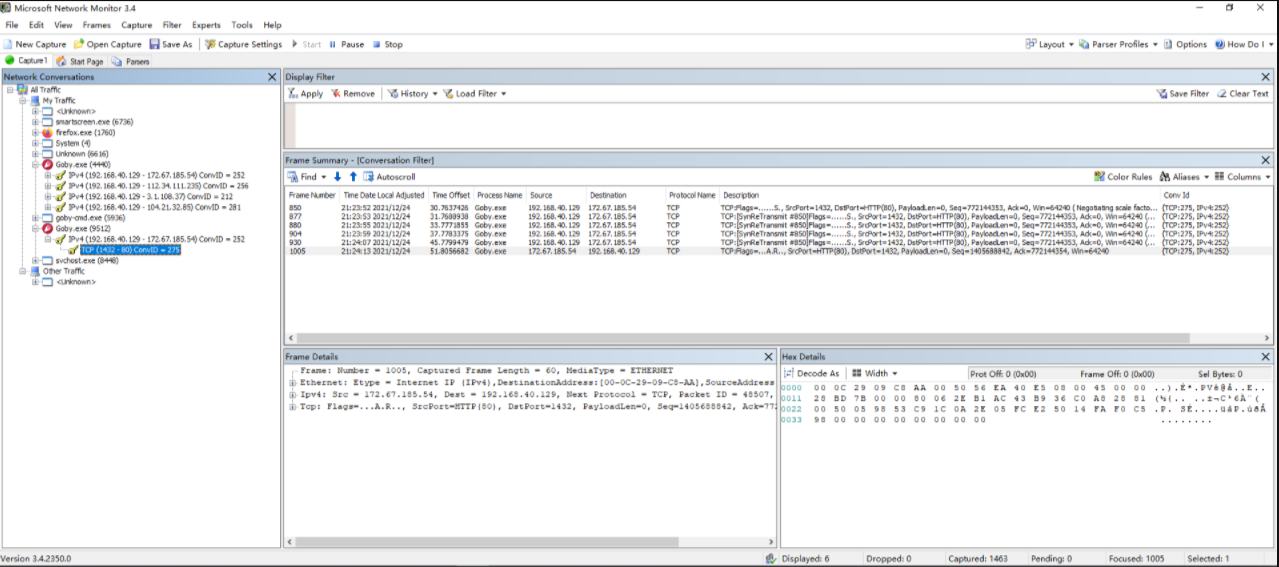 Microsoft Network Monitor 3.4
File Edit View Frames Capture Filter Experts Tools Help
New Capture Open Capture Save As Capture Settings Start Pause Stop Layout Parser Profiles Options How Do I
Capture1 Start Page Parsers
Network Conversations
All Traffic
My Traffic
<Unknown>
smartscreen.exe (6736)
firefox.exe (1760)
System (4)
Unknown (6616)
Goby.exe (4440)
IPv4 (192.168.40.129 - 172.67.185.54) ConvID = 252
IPv4 (192.168.40.129 - 112.34.111.235) ConvID = 256
IPv4 (192.168.40.129 - 3.1.108.37) ConvID = 212
IPv4 (192.168.40.129 - 104.21.32.85) ConvID = 281
goby-cmd.exe (5936)
Goby.exe (9512)
IPv4 (192.168.40.129 - 172.67.185.54) ConvID = 252
TCP (1432 - 80) ConvID = 275
svchost.exe (8448)
Other Traffic
<Unknown>
Display Filter
Apply Remove History Load Filter Save Filter Clear Text
Frame Summary - [Conversation Filter]
Find Autoscroll Color Rules Aliases Columns
Frame Number Time Date Local Adjusted Time Offset Process Name Source Destination Protocol Name Description Conv Id
850 21:23:52 2021/12/24 30.7637426 Goby.exe 192.168.40.129 172.67.185.54 TCP TCP:Flags=......S., SrcPort=1432, DstPort=HTTP(80), PayloadLen=0, Seq=772144353, Ack=0, Win=64240 ( Negotiating scale facto... {TCP:275, IPv4:252}
877 21:23:53 2021/12/24 31.7688938 Goby.exe 192.168.40.129 172.67.185.54 TCP TCP:[SynReTransmit #850]Flags=......S., SrcPort=1432, DstPort=HTTP(80), PayloadLen=0, Seq=772144353, Ack=0, Win=64240 (... {TCP:275, IPv4:252}
880 21:23:55 2021/12/24 33.7771855 Goby.exe 192.168.40.129 172.67.185.54 TCP TCP:[SynReTransmit #850]Flags=......S., SrcPort=1432, DstPort=HTTP(80), PayloadLen=0, Seq=772144353, Ack=0, Win=64240 (... {TCP:275, IPv4:252}
904 21:23:59 2021/12/24 37.7783375 Goby.exe 192.168.40.129 172.67.185.54 TCP TCP:[SynReTransmit #850]Flags=......S., SrcPort=1432, DstPort=HTTP(80), PayloadLen=0, Seq=772144353, Ack=0, Win=64240 (... {TCP:275, IPv4:252}
930 21:24:07 2021/12/24 45.7799479 Goby.exe 192.168.40.129 172.67.185.54 TCP TCP:[SynReTransmit #850]Flags=......S., SrcPort=1432, DstPort=HTTP(80), PayloadLen=0, Seq=772144353, Ack=0, Win=64240 (... {TCP:275, IPv4:252}
1005 21:24:13 2021/12/24 51.8056682 Goby.exe 172.67.185.54 192.168.40.129 TCP TCP:Flags=...A.R.., SrcPort=HTTP(80), DstPort=1432, PayloadLen=0, Seq=1405688842, Ack=772144354, Win=64240 {TCP:275, IPv4:252}
Frame Details
Frame: Number = 1005, Captured Frame Length = 60, MediaType = ETHERNET
Ethernet: Etype = Internet IP (IPv4),DestinationAddress:[00-0C-29-09-C8-AA],SourceAddress
Ipv4: Src = 172.67.185.54, Dest = 192.168.40.129, Next Protocol = TCP, Packet ID = 48507,
Tcp: Flags=...A.R.., SrcPort=HTTP(80), DstPort=1432, PayloadLen=0, Seq=1405688842, Ack=77
Hex Details
Decode As Width Prot Off: 0 (0x00) Frame Off: 0 (0x00) Sel Bytes: 0
0000 00 0C 29 09 C8 AA 00 50 56 EA 40 E5 08 00 45 00 00
0011 28 BD 7B 00 00 80 06 2E B1 AC 43 B9 36 C0 A8 28 81
0022 00 50 05 98 53 C9 1C 0A 2E 05 FC E2 50 14 FA F0 C5
0033 98 00 00 00 00 00 00 00 00
Version 3.4.2350.0 Displayed: 6 Dropped: 0 Captured: 1463 Pending: 0 Focused: 1005 Selected: 1